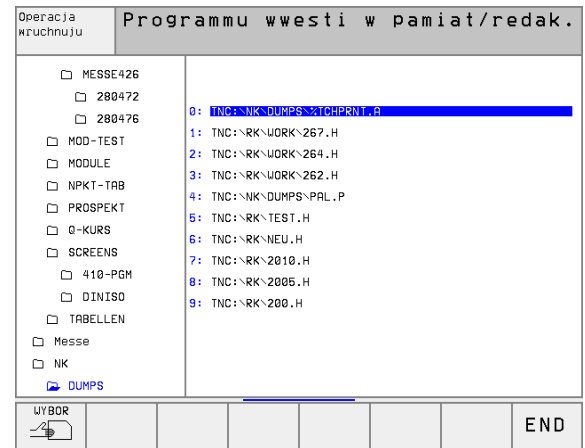 Operacja
wruchnuju
Programmu wwesti w pamiat/redak.
MESSE426
280472
280476
MOD-TEST
MODULE
NPKT-TAB
PROSPEKT
Q-KURS
SCREENS
410-PGM
DINISO
TABELLEN
Messe
NK
DUMPS
0: TNC:\NK\DUMPS\%TCHPRNT.A
1: TNC:\RK\WORK\267.H
2: TNC:\RK\WORK\264.H
3: TNC:\RK\WORK\262.H
4: TNC:\NK\DUMPS\PAL.P
5: TNC:\RK\TEST.H
6: TNC:\RK\NEU.H
7: TNC:\RK\2010.H
8: TNC:\RK\2005.H
9: TNC:\RK\200.H
WYBOR
END